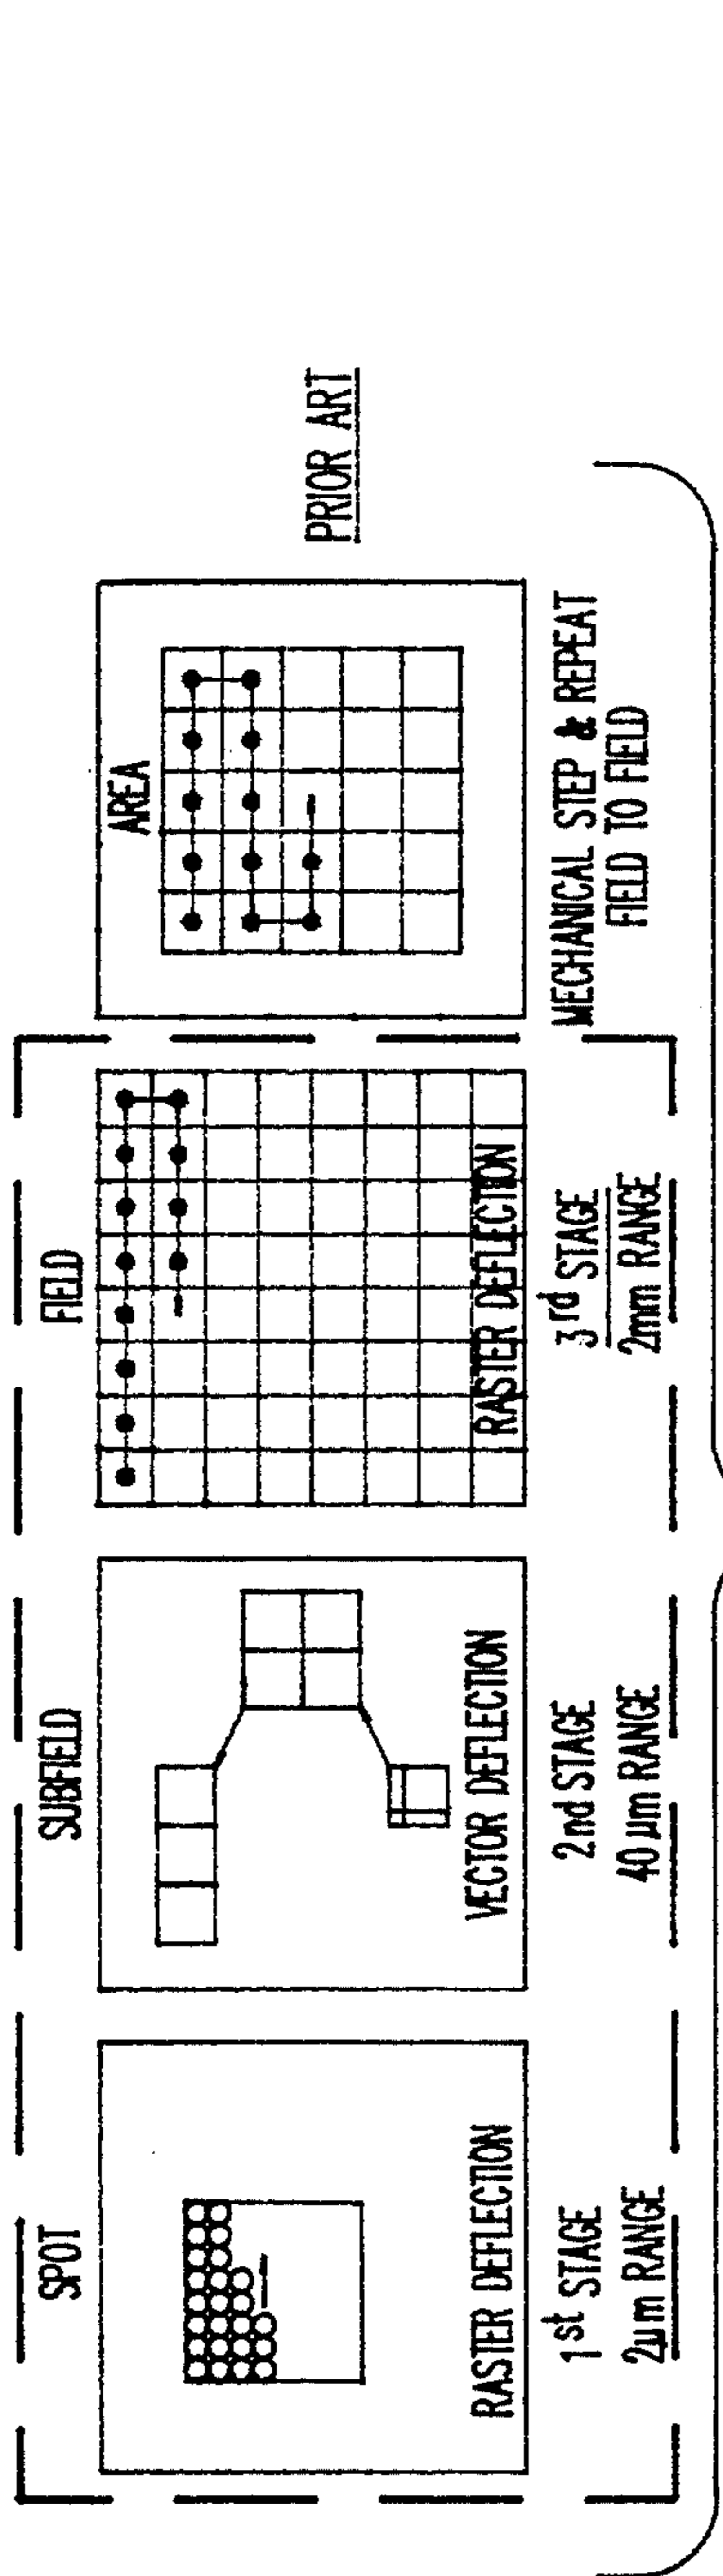 SPOT
RASTER DEFLECTION
1st STAGE
2µm RANGE
SUBFIELD
VECTOR DEFLECTION
2nd STAGE
40 µm RANGE
FIELD
RASTER DEFLECTION
3rd STAGE
2mm RANGE
AREA
MECHANICAL STEP & REPEAT
FIELD TO FIELD
PRIOR ART